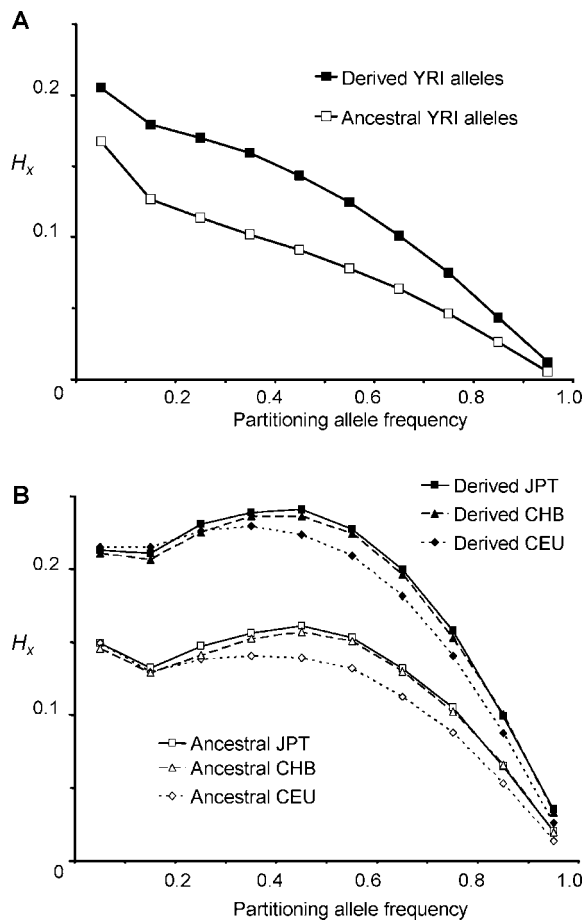 A
0.2
Hx
0.1
0
Derived YRI alleles
Ancestral YRI alleles
0.2
0.4
0.6
0.8
1.0
Partitioning allele frequency
B
0.2
Hx
0.1
0
Derived JPT
Derived CHB
Derived CEU
Ancestral JPT
Ancestral CHB
Ancestral CEU
0.2
0.4
0.6
0.8
1.0
Partitioning allele frequency